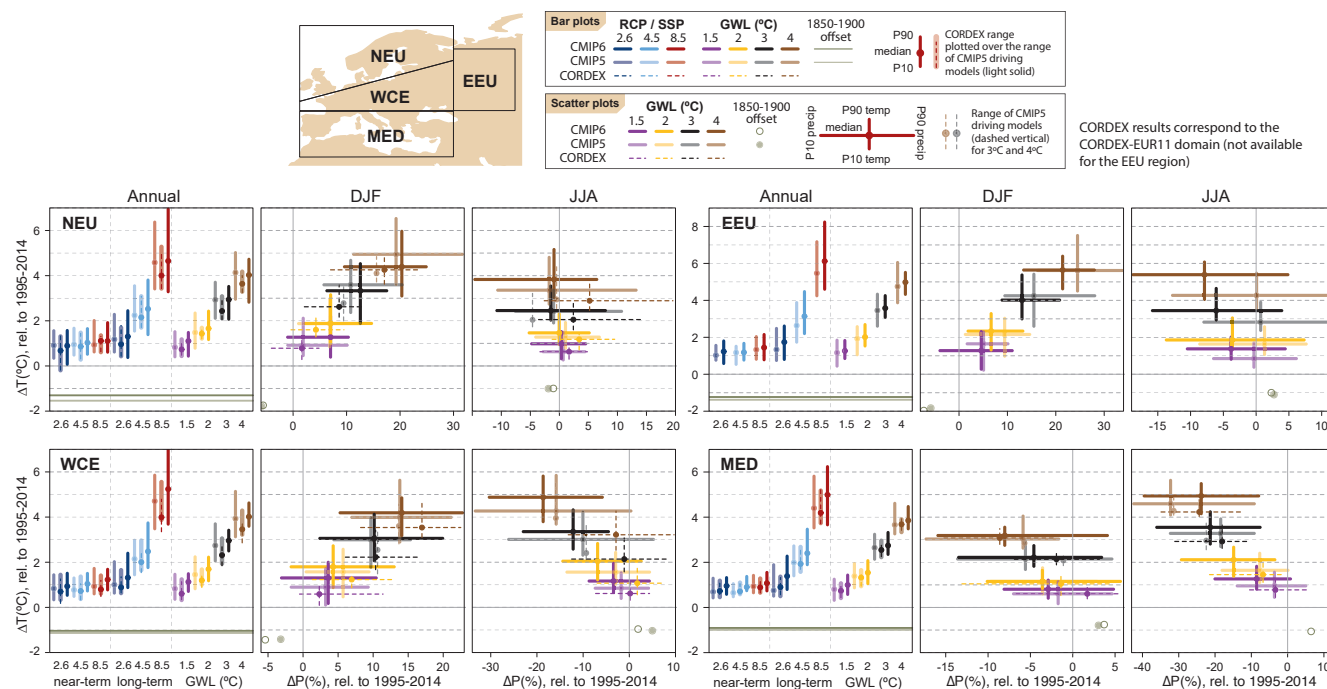 NEU
WCE
EEU
MED
Bar plots
RCP / SSP
GWL (ºC)
1850-1900
offset
2.6 4.5 8.5 1.5 2 3 4
CMIP6
CMIP5
CORDEX
P90
median
P10
CORDEX range
plotted over the range
of CMIP5 driving
models (light solid)
Scatter plots
GWL (ºC)
1850-1900
offset
1.5 2 3 4
CMIP6
CMIP5
CORDEX
P10 precip
P90 temp
median
P10 temp
P90 precip
Range of CMIP5
driving models
(dashed vertical)
for 3ºC and 4ºC
CORDEX results correspond to the
CORDEX-EUR11 domain (not available
for the EEU region)
Annual DJF JJA Annual DJF JJA
NEU
ΔT(ºC), rel. to 1995-2014
6
4
2
0
-2
2.6 4.5 8.5 2.6 4.5 8.5 1.5 2 3 4
0 10 20 30
-10 0 10 20
EEU
8
6
4
2
0
-2
2.6 4.5 8.5 2.6 4.5 8.5 1.5 2 3 4
0 10 20 30
-15 -10 -5 0 5 10
WCE
ΔT(ºC), rel. to 1995-2014
6
4
2
0
-2
2.6 4.5 8.5 2.6 4.5 8.5 1.5 2 3 4
near-term long-term GWL (ºC)
-5 0 5 10 15 20
ΔP(%), rel. to 1995-2014
-30 -20 -10 0 10
ΔP(%), rel. to 1995-2014
MED
6
4
2
0
-2
2.6 4.5 8.5 2.6 4.5 8.5 1.5 2 3 4
near-term long-term GWL (ºC)
-15 -10 -5 0 5
ΔP(%), rel. to 1995-2014
-40 -30 -20 -10 0 10
ΔP(%), rel. to 1995-2014